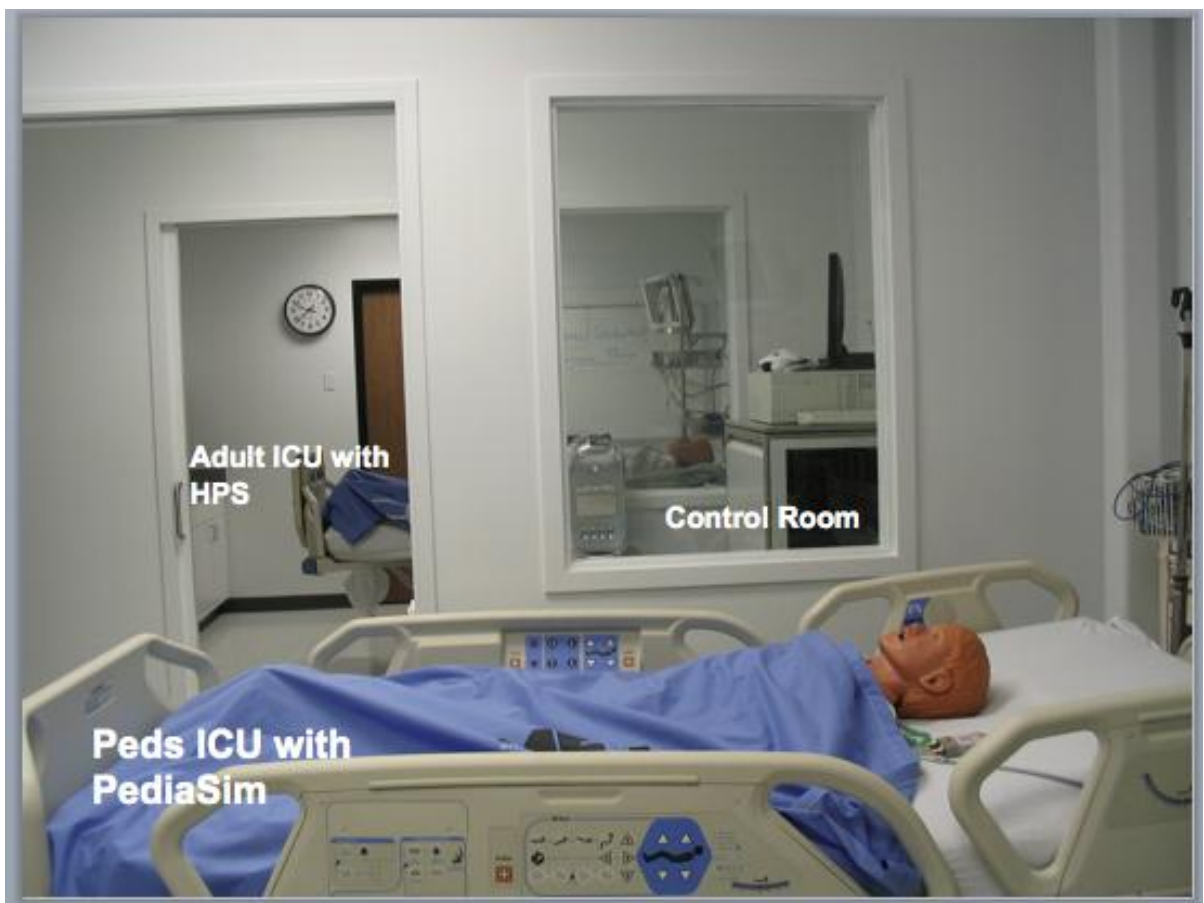 Adult ICU with
HPS
Control Room
Peds ICU with
PediaSim